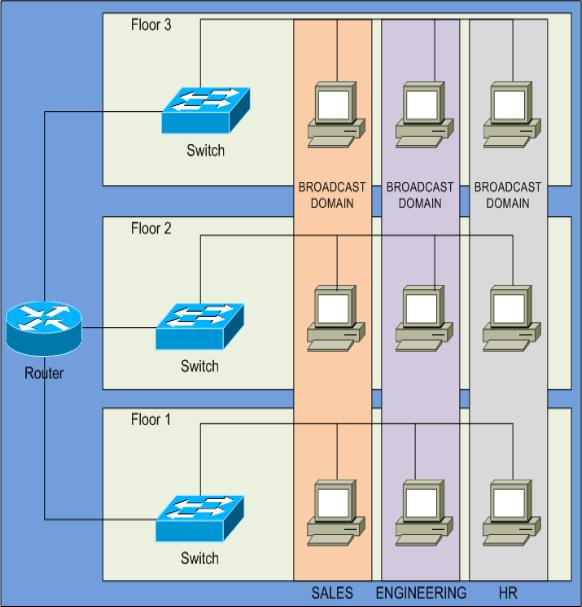 Floor 3
Switch
BROADCAST DOMAIN
BROADCAST DOMAIN
BROADCAST DOMAIN
Floor 2
Router
Switch
Floor 1
Switch
SALES
ENGINEERING
HR